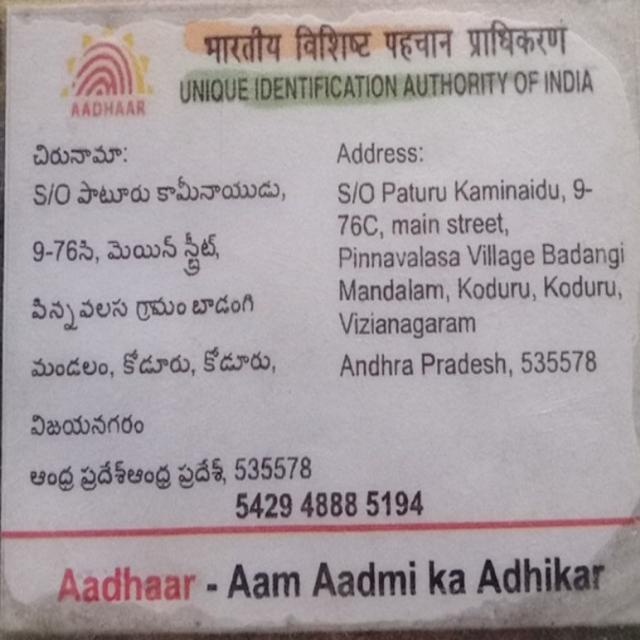 भारतीय विशिष्ट पहचान प्राधिकरण
UNIQUE IDENTIFICATION AUTHORITY OF INDIA
AADHAAR
చిరునామా:
S/O పాటూరు కామినాయుడు,
9-76సి, మెయిన్ స్ట్రీట్,
పిన్నవలస గ్రామం బాడంగి
మండలం, కోడూరు, కోడూరు,
విజయనగరం
ఆంధ్ర ప్రదేశ్ఆంధ్ర ప్రదేశ్, 535578
Address:
S/O Paturu Kaminaidu, 9-
76C, main street,
Pinnavalasa Village Badangi
Mandalam, Koduru, Koduru,
Vizianagaram
Andhra Pradesh, 535578
5429 4888 5194
Aadhaar - Aam Aadmi ka Adhikar